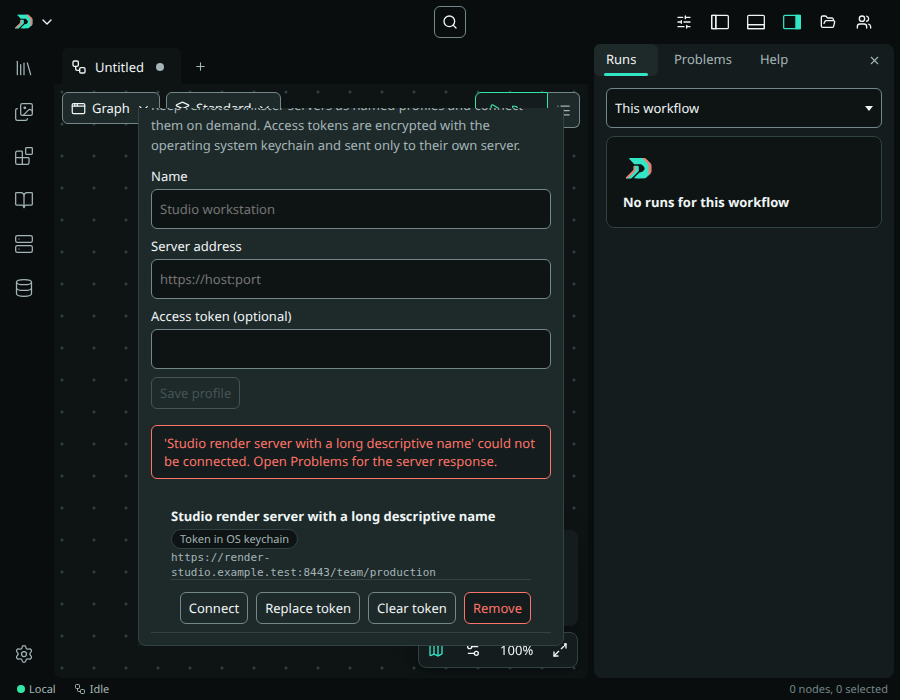 Untitled
Runs
Problems
Help
Graph
Standard
This workflow
No runs for this workflow
them on demand. Access tokens are encrypted with the
operating system keychain and sent only to their own server.
Name
Studio workstation
Server address
https://host:port
Access token (optional)
Save profile
'Studio render server with a long descriptive name' could not
be connected. Open Problems for the server response.
Studio render server with a long descriptive name
Token in OS keychain
https://render-
studio.example.test:8443/team/production
Connect
Replace token
Clear token
Remove
100%
Local
Idle
0 nodes, 0 selected